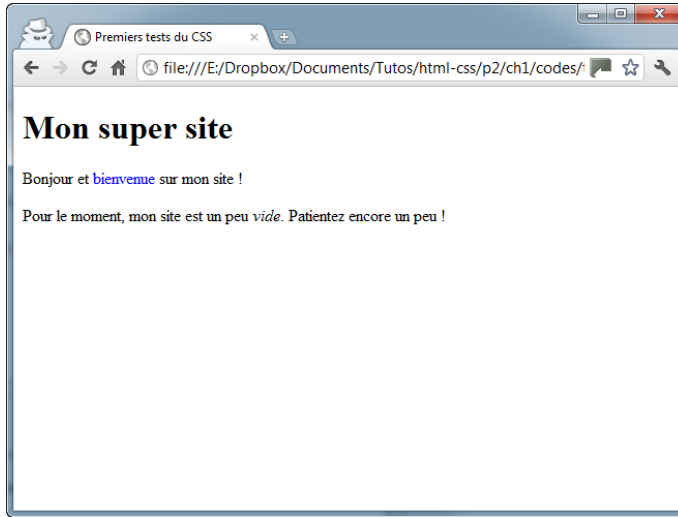 Premiers tests du CSS
file:///E:/Dropbox/Documents/Tutos/html-css/p2/ch1/codes/
Mon super site
Bonjour et bienvenue sur mon site !
Pour le moment, mon site est un peu vide. Patientez encore un peu !